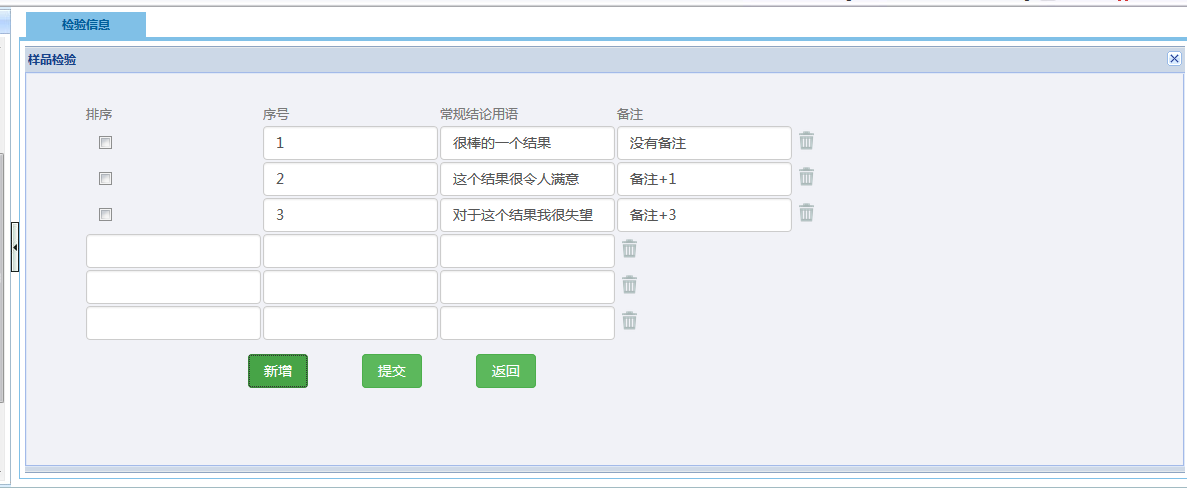 检验信息
样品检验
排序 序号 常规结论用语 备注
1 很棒的一个结果 没有备注
2 这个结果很令人满意 备注+1
3 对于这个结果我很失望 备注+3
新增 提交 返回